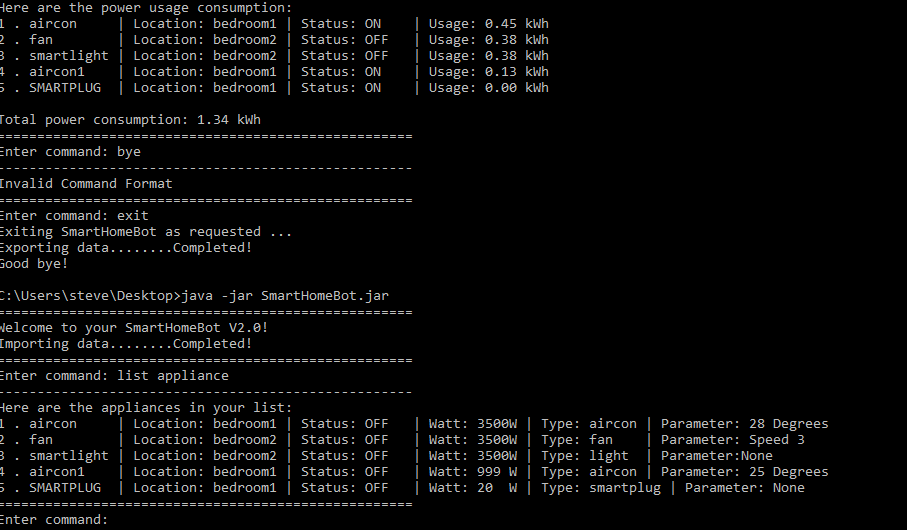 Here are the power usage consumption:
1 . aircon     | Location: bedroom1 | Status: ON    | Usage: 0.45 kWh
2 . fan        | Location: bedroom2 | Status: OFF   | Usage: 0.38 kWh
3 . smartlight | Location: bedroom2 | Status: OFF   | Usage: 0.38 kWh
4 . aircon1    | Location: bedroom1 | Status: ON    | Usage: 0.13 kWh
5 . SMARTPLUG  | Location: bedroom1 | Status: ON    | Usage: 0.00 kWh
Total power consumption: 1.34 kWh
====================================================
Enter command: bye
----------------------------------------------------
Invalid Command Format
====================================================
Enter command: exit
Exiting SmartHomeBot as requested ...
Exporting data........Completed!
Good bye!
C:\Users\steve\Desktop>java -jar SmartHomeBot.jar
====================================================
Welcome to your SmartHomeBot V2.0!
Importing data........Completed!
====================================================
Enter command: list appliance
----------------------------------------------------
Here are the appliances in your list:
1 . aircon     | Location: bedroom1 | Status: OFF   | Watt: 3500W | Type: aircon | Parameter: 28 Degrees
2 . fan        | Location: bedroom2 | Status: OFF   | Watt: 3500W | Type: fan    | Parameter: Speed 3
3 . smartlight | Location: bedroom2 | Status: OFF   | Watt: 3500W | Type: light  | Parameter:None
4 . aircon1    | Location: bedroom1 | Status: OFF   | Watt: 999 W | Type: aircon | Parameter: 25 Degrees
5 . SMARTPLUG  | Location: bedroom1 | Status: OFF   | Watt: 20  W | Type: smartplug | Parameter: None
====================================================
Enter command: